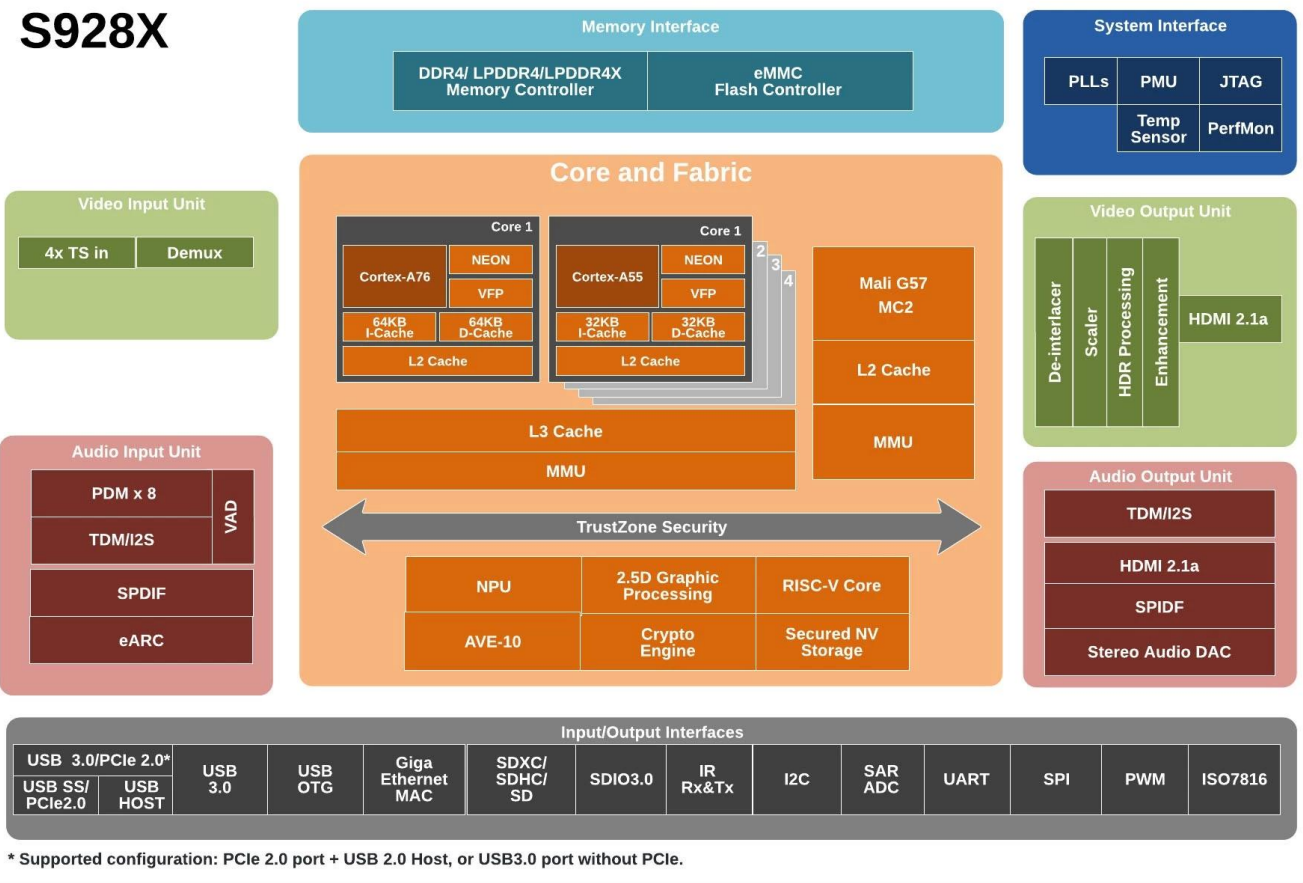 S928X
Memory Interface
DDR4/ LPDDR4/LPDDR4X
Memory Controller
eMMC
Flash Controller
System Interface
PLLs
PMU
JTAG
Temp
Sensor
PerfMon
Video Input Unit
4x TS in
Demux
Core and Fabric
Core 1
Cortex-A76
NEON
VFP
64KB
I-Cache
64KB
D-Cache
L2 Cache
Core 1
Cortex-A55
NEON
VFP
32KB
I-Cache
32KB
D-Cache
L2 Cache
2
3
4
Mali G57
MC2
L2 Cache
MMU
L3 Cache
MMU
TrustZone Security
NPU
2.5D Graphic
Processing
RISC-V Core
AVE-10
Crypto
Engine
Secured NV
Storage
Video Output Unit
De-interlacer
Scaler
HDR Processing
Enhancement
HDMI 2.1a
Audio Input Unit
PDM x 8
TDM/I2S
VAD
SPDIF
eARC
Audio Output Unit
TDM/I2S
HDMI 2.1a
SPIDF
Stereo Audio DAC
Input/Output Interfaces
USB 3.0/PCIe 2.0*
USB SS/
PCIe2.0
USB
HOST
USB
3.0
USB
OTG
Giga
Ethernet
MAC
SDXC/
SDHC/
SD
SDIO3.0
IR
Rx&Tx
I2C
SAR
ADC
UART
SPI
PWM
ISO7816
* Supported configuration: PCIe 2.0 port + USB 2.0 Host, or USB3.0 port without PCIe.